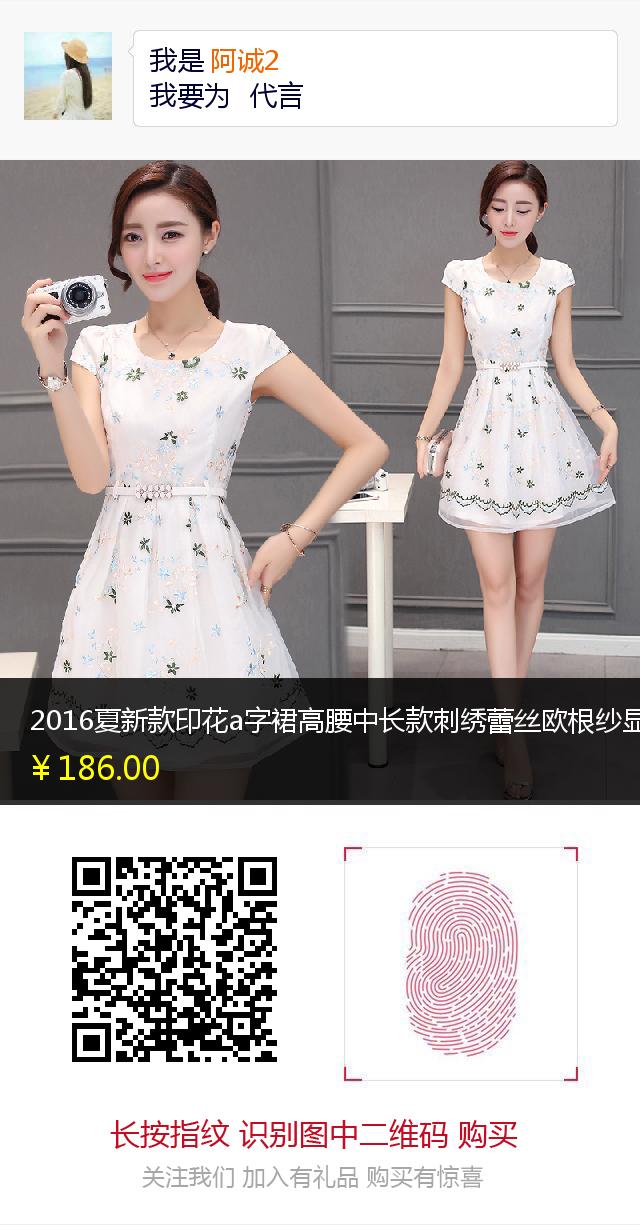 我是 阿诚2
我要为 代言
2016夏新款印花a字裙高腰中长款刺绣蕾丝欧根纱显
¥186.00
长按指纹 识别图中二维码 购买
关注我们 加入有礼品 购买有惊喜